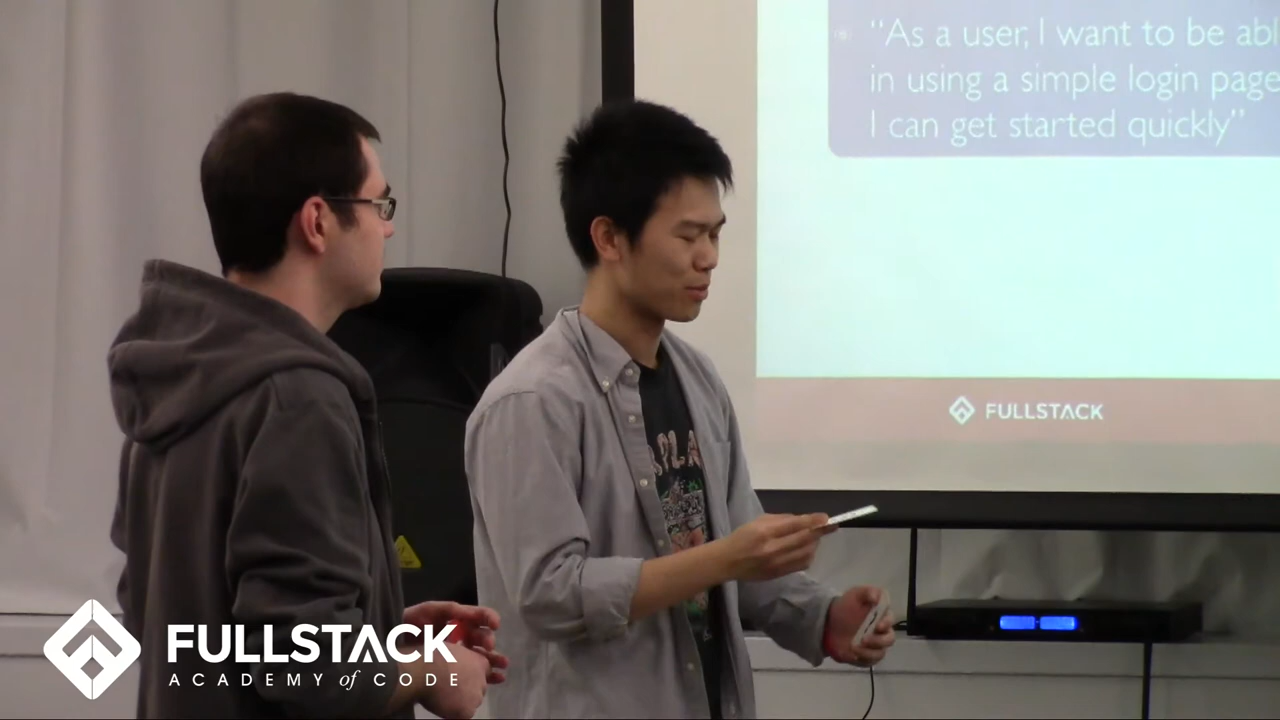 “As a user, I want to be abl
in using a simple login page
I can get started quickly”
FULLSTACK
FULLSTACK
ACADEMY of CODE